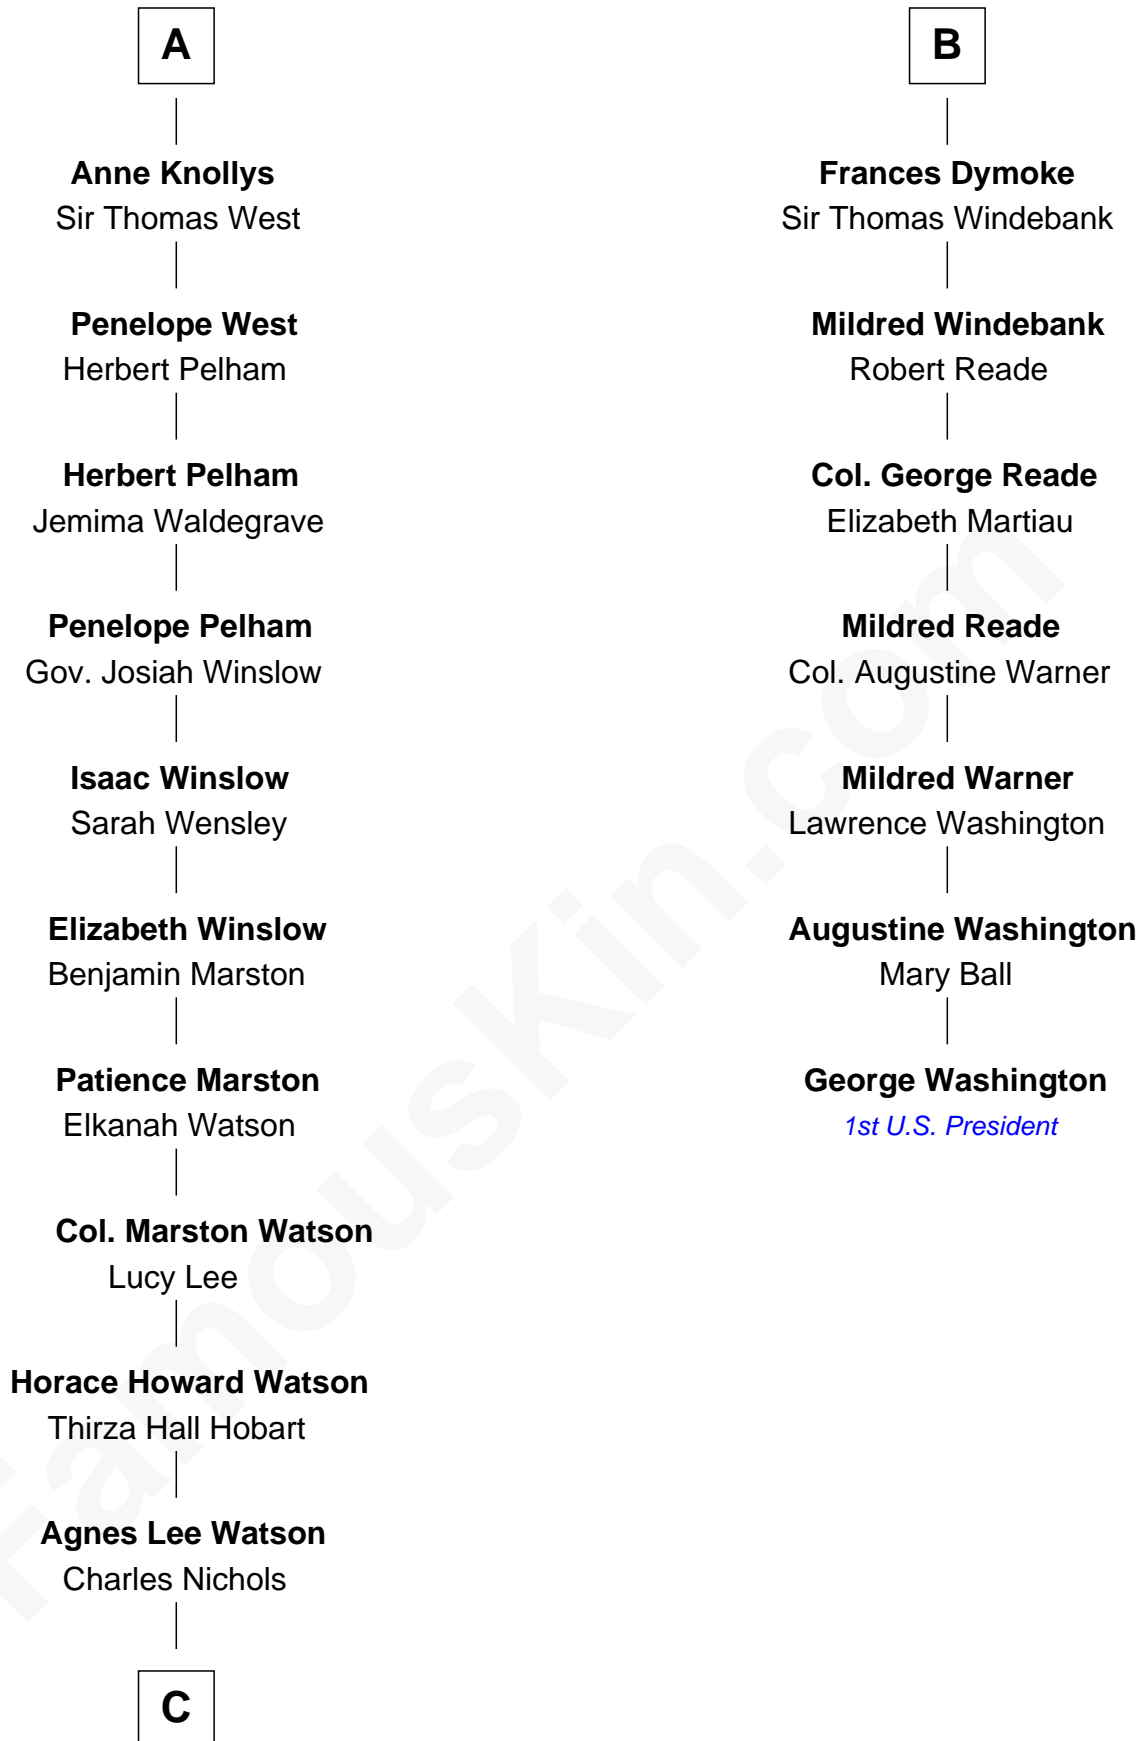 A
Anne Knollys
Sir Thomas West
Penelope West
Herbert Pelham
Herbert Pelham
Jemima Waldegrave
Penelope Pelham
Gov. Josiah Winslow
Isaac Winslow
Sarah Wensley
Elizabeth Winslow
Benjamin Marston
Patience Marston
Elkanah Watson
Col. Marston Watson
Lucy Lee
Horace Howard Watson
Thirza Hall Hobart
Agnes Lee Watson
Charles Nichols
C
B
Frances Dymoke
Sir Thomas Windebank
Mildred Windebank
Robert Reade
Col. George Reade
Elizabeth Martiau
Mildred Reade
Col. Augustine Warner
Mildred Warner
Lawrence Washington
Augustine Washington
Mary Ball
George Washington
1st U.S. President
FamousKin.com